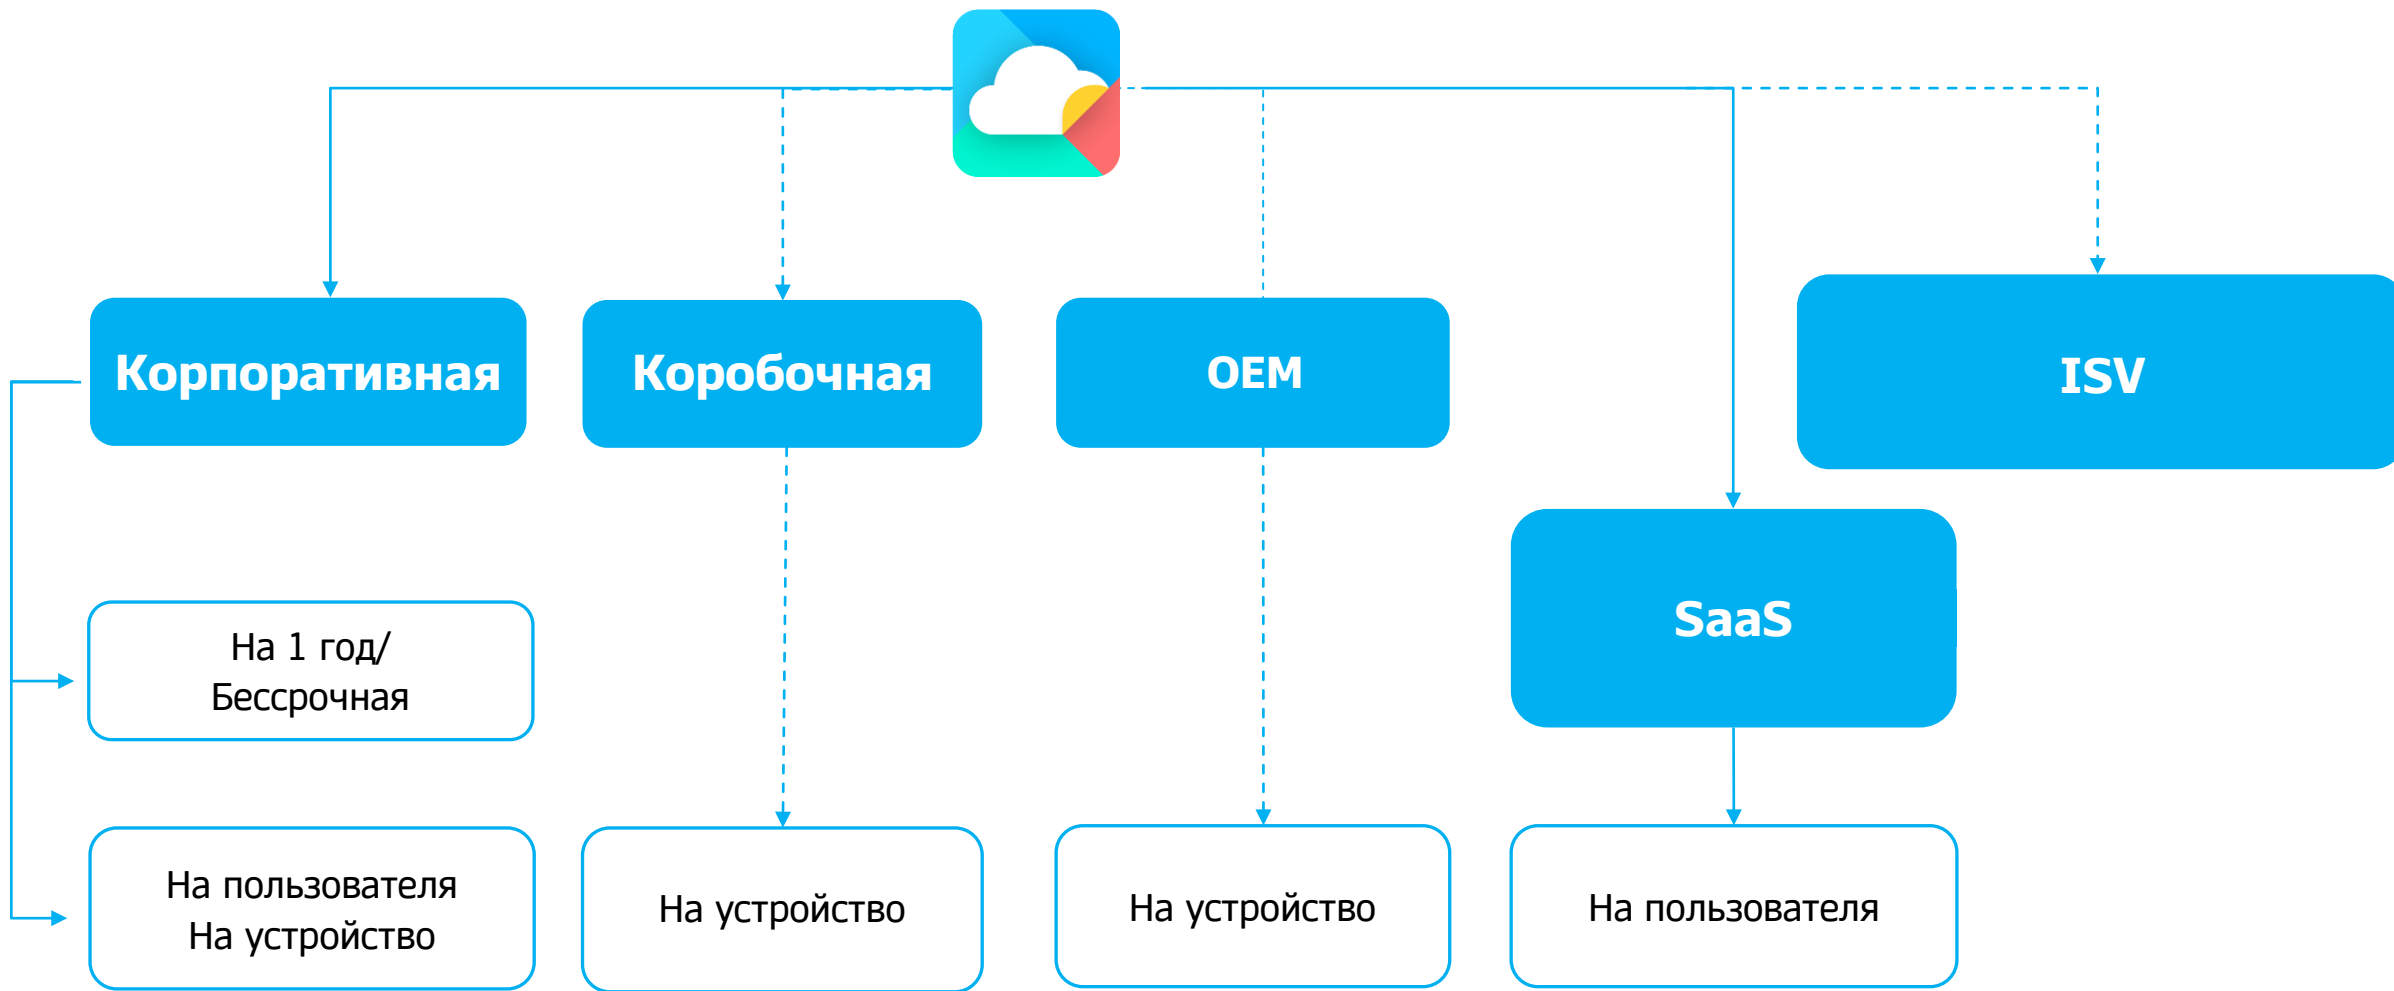 Корпоративная
Коробочная
OEM
ISV
SaaS
На 1 год/
Бессрочная
На пользователя
На устройство
На устройство
На устройство
На пользователя